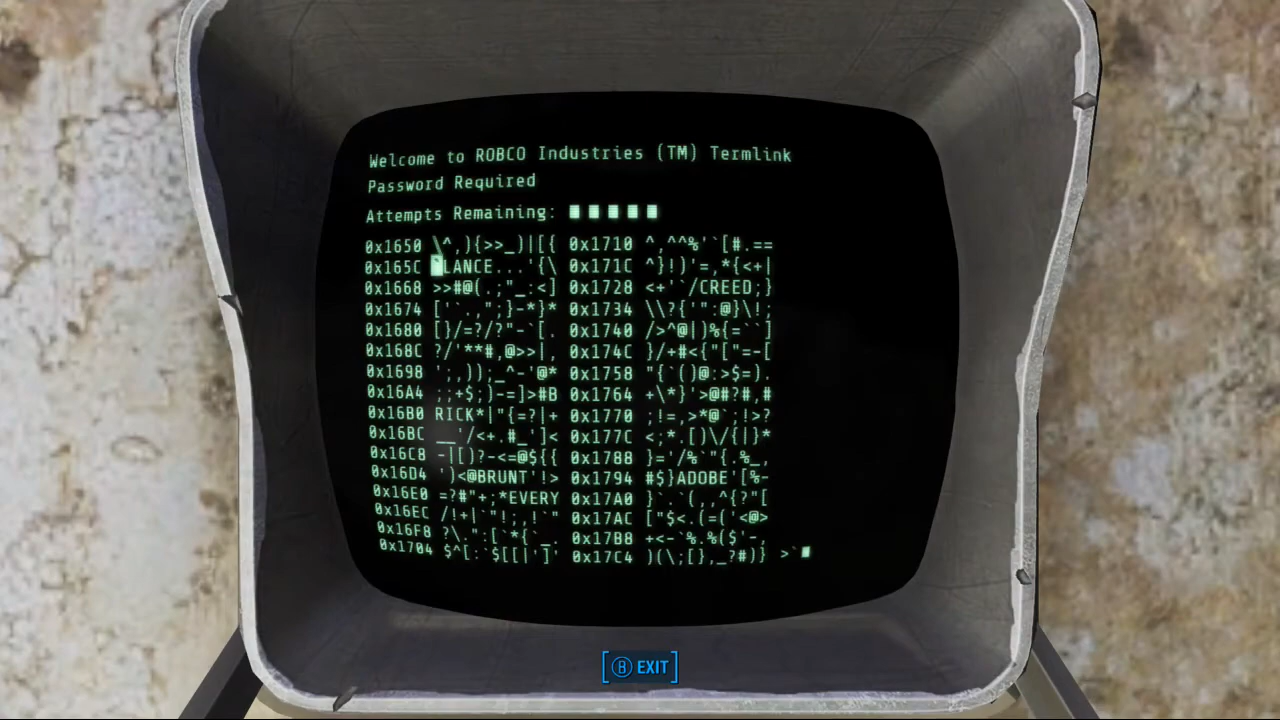 Welcome to ROBCO Industries (TM) Termlink
Password Required
Attempts Remaining: ■ ■ ■ ■ ■
0x1650 \^,){>>_)|[{ 0x1710 ^,^^%'`[#.==
0x165C `LANCE...'{\ 0x171C ^}!)'=,*{<+|
0x1668 >>#@(.;"_:<] 0x1728 <+'`/CREED;}
0x1674 ['`.,";}-*}* 0x1734 \\?{'":@}\!;
0x1680 [}/=?/?"-`[. 0x1740 />^@|)%{=``]
0x168C ?/'**#,@>>|, 0x174C }/+#<{"["=-[
0x1698 ';,));_^-'@* 0x1758 "{`()@:>$=).
0x16A4 ;;+$;)-=]>#B 0x1764 +\*}'>@#?#,#
0x16B0 RICK*|"{=?|+ 0x1770 ;!=,>*@`;!>?
0x16BC __'/<+.#_']< 0x177C <;*.[)\/{|}*
0x16C8 -|[)?-<=@${{ 0x1788 }='/%`"{.%_,
0x16D4 ')<@BRUNT'!> 0x1794 #$}ADOBE'[%-
0x16E0 =?#"+;*EVERY 0x17A0 }`.`(,,^{?"[
0x16EC /!+|`"!;,!`" 0x17AC ["$<.(=('<@>
0x16F8 ?\.":[`*{`_. 0x17B8 +<-`%.%($'-,
0x1704 $^[:`$[[|']' 0x17C4 )(\;[},_?#)} >`■
[Ⓑ EXIT]